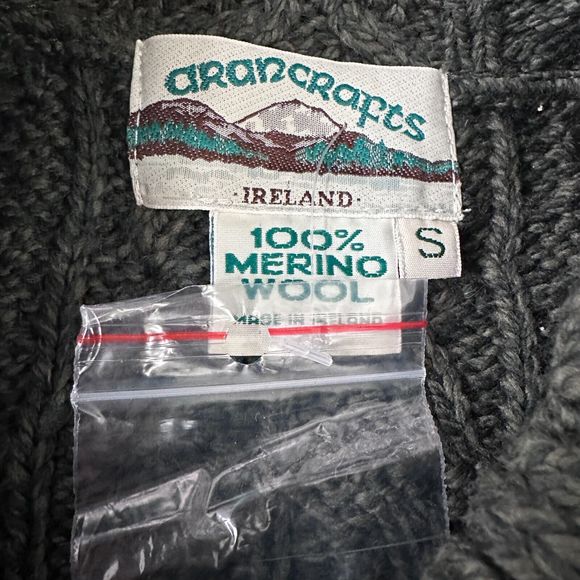 arancrafts
·IRELAND·
S
100%
MERINO
WOOL
MADE IN IRELAND